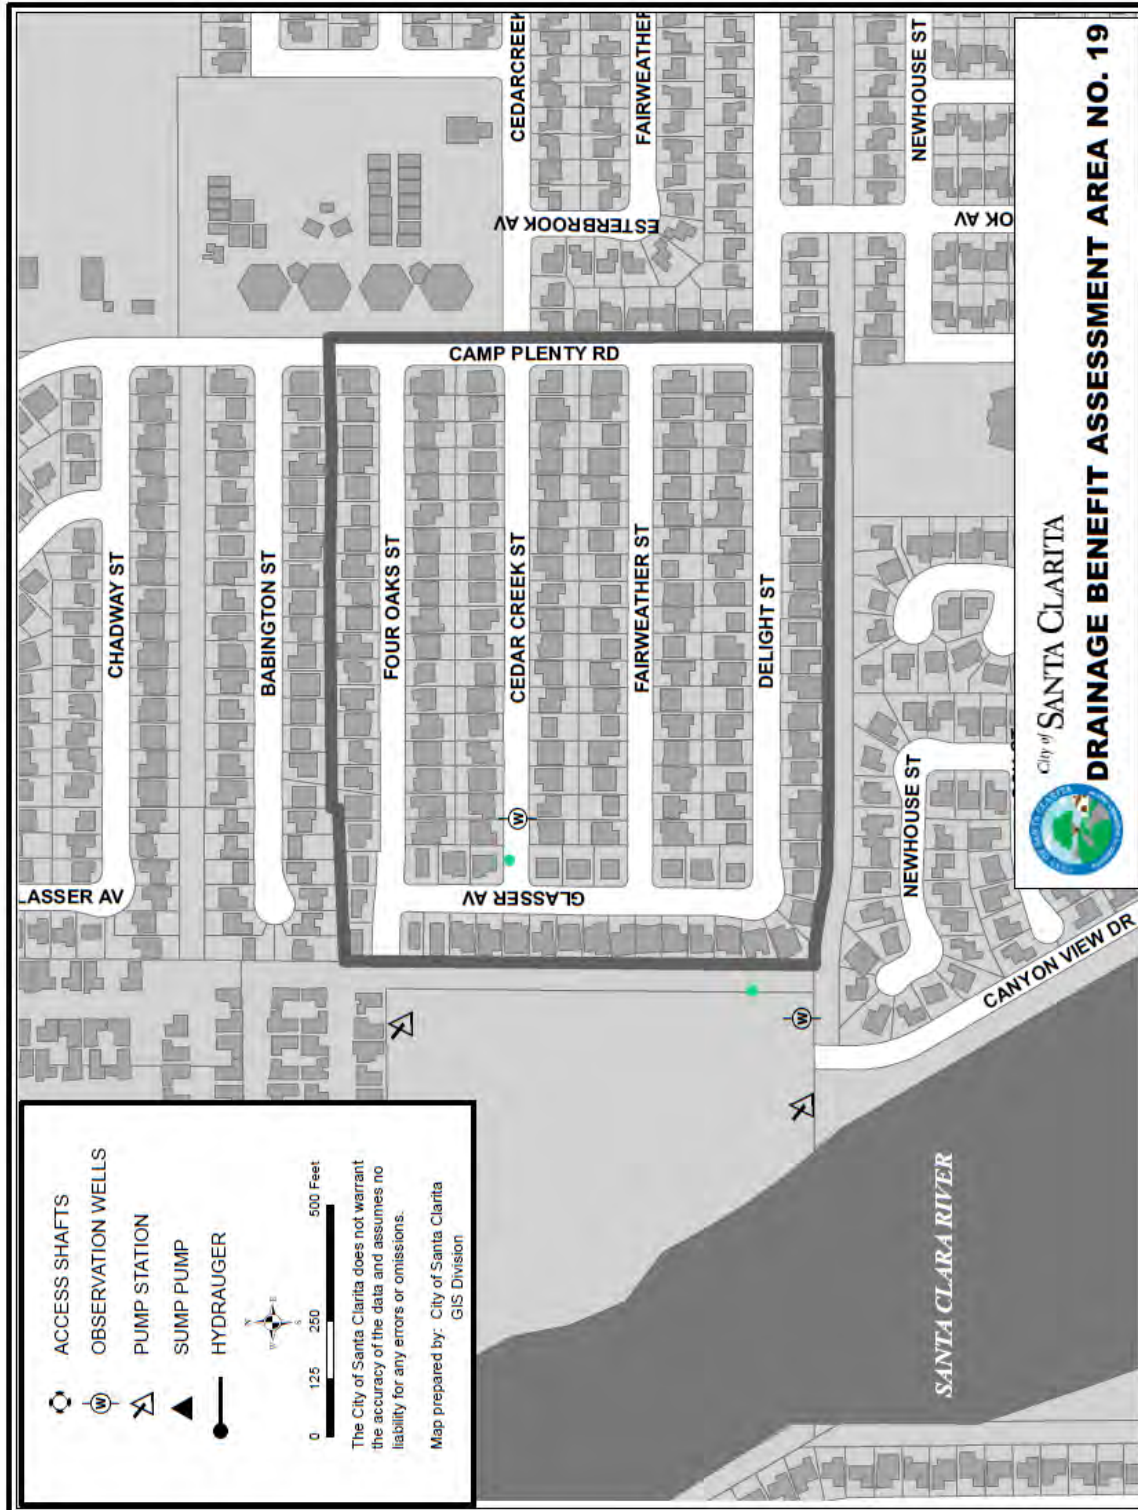 CHADWAY ST
BABINGTON ST
LASSER AV
FOUR OAKS ST
CAMP PLENTY RD
CEDAR CREEK ST
CEDARCREEK
FAIRWEATHER ST
FAIRWEATHER
ESTERBROOK AV
GLASSER AV
DELIGHT ST
NEWHOUSE ST
NEWHOUSE ST
OK AV
CANYON VIEW DR
SANTA CLARA RIVER
W
W
ACCESS SHAFTS
W OBSERVATION WELLS
PUMP STATION
SUMP PUMP
HYDRAUGER
N
W E
S
0 125 250 500 Feet
The City of Santa Clarita does not warrant
the accuracy of the data and assumes no
liability for any errors or omissions.
Map prepared by: City of Santa Clarita
GIS Division
City of SANTA CLARITA
DRAINAGE BENEFIT ASSESSMENT AREA NO. 19